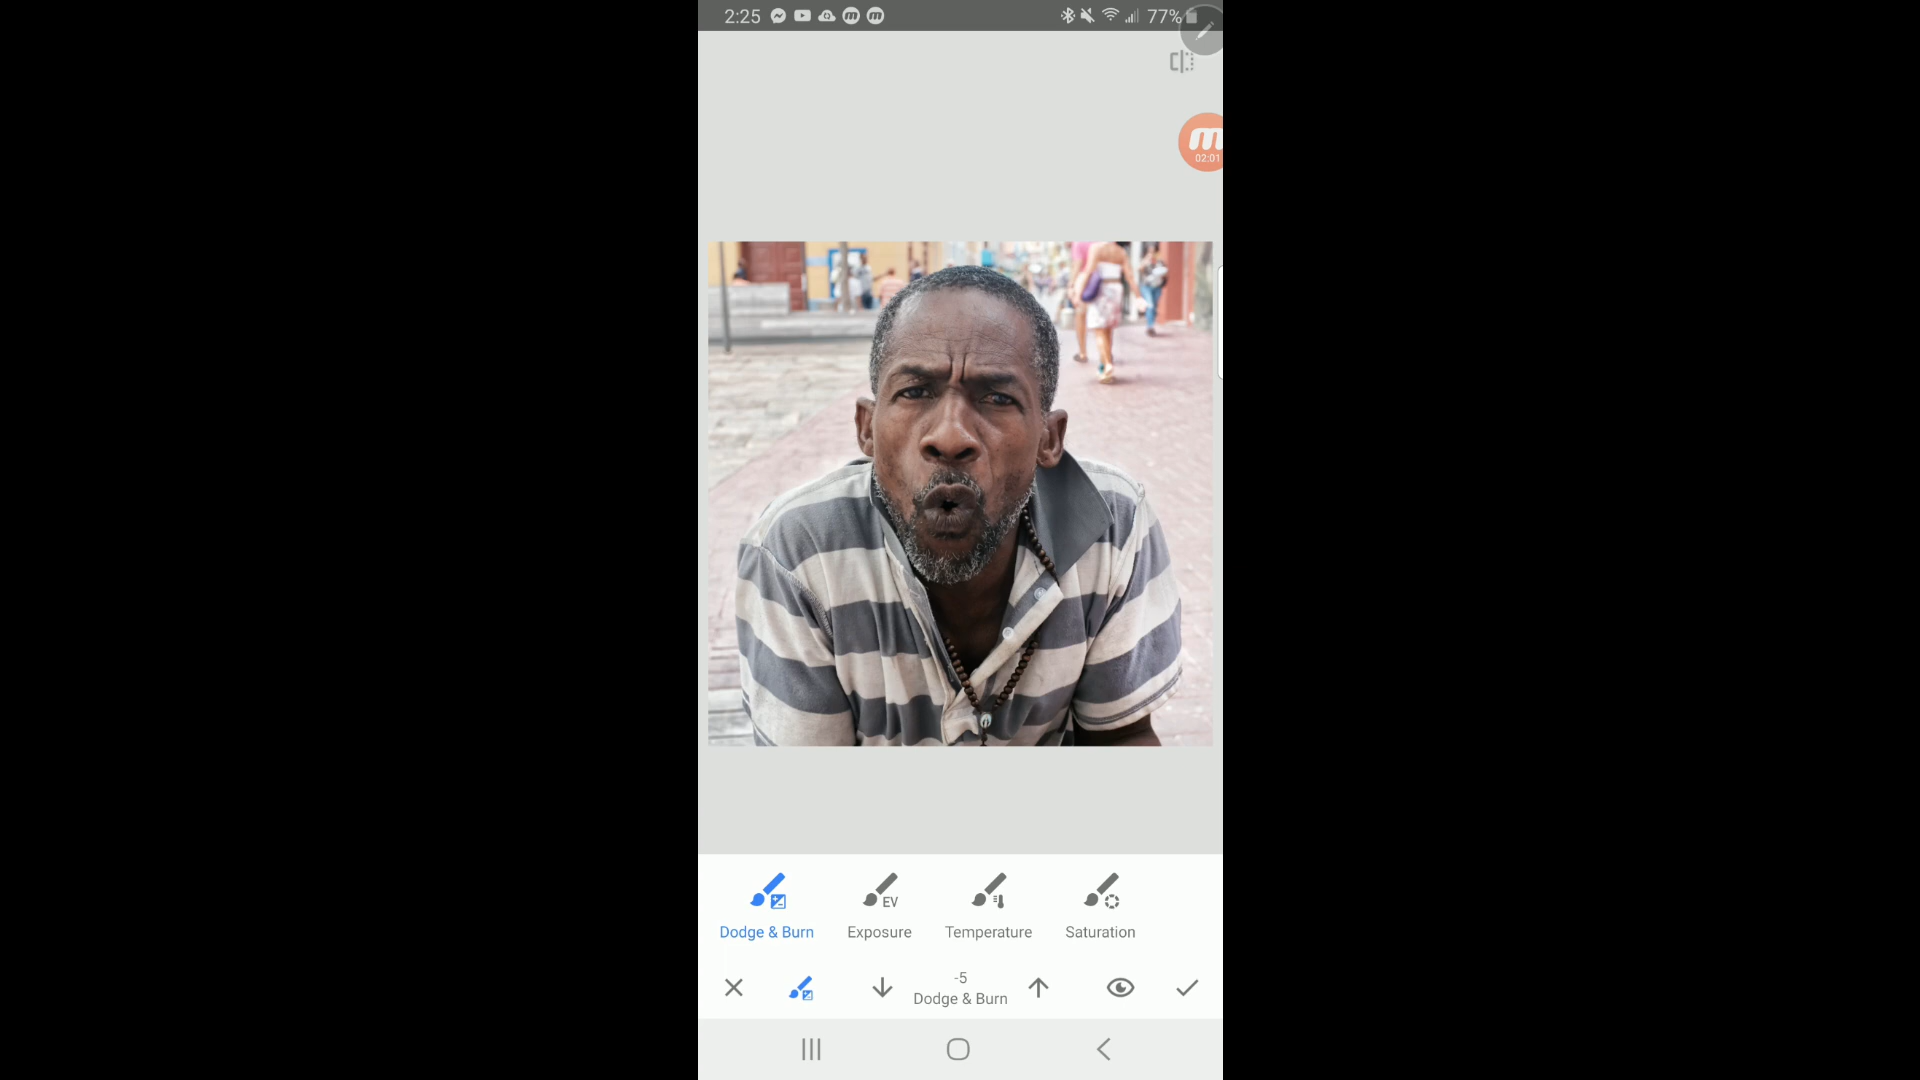 2:25
77%
02:01
EV
Dodge & Burn
Exposure
Temperature
Saturation
-5
Dodge & Burn